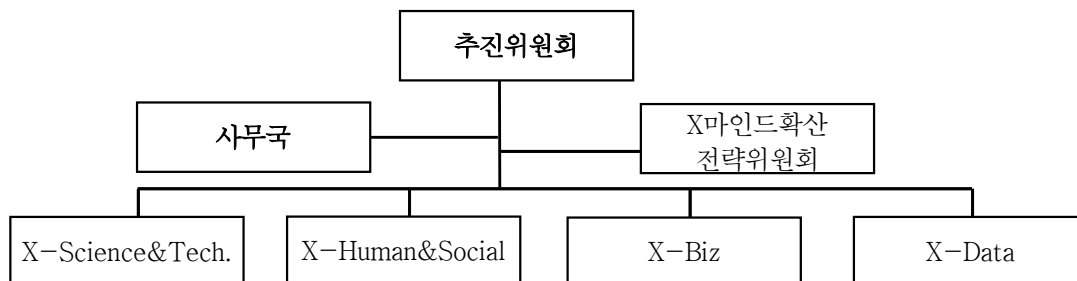 추진위원회
사무국
X마인드확산
전략위원회
X-Science&Tech.
X-Human&Social
X-Biz
X-Data